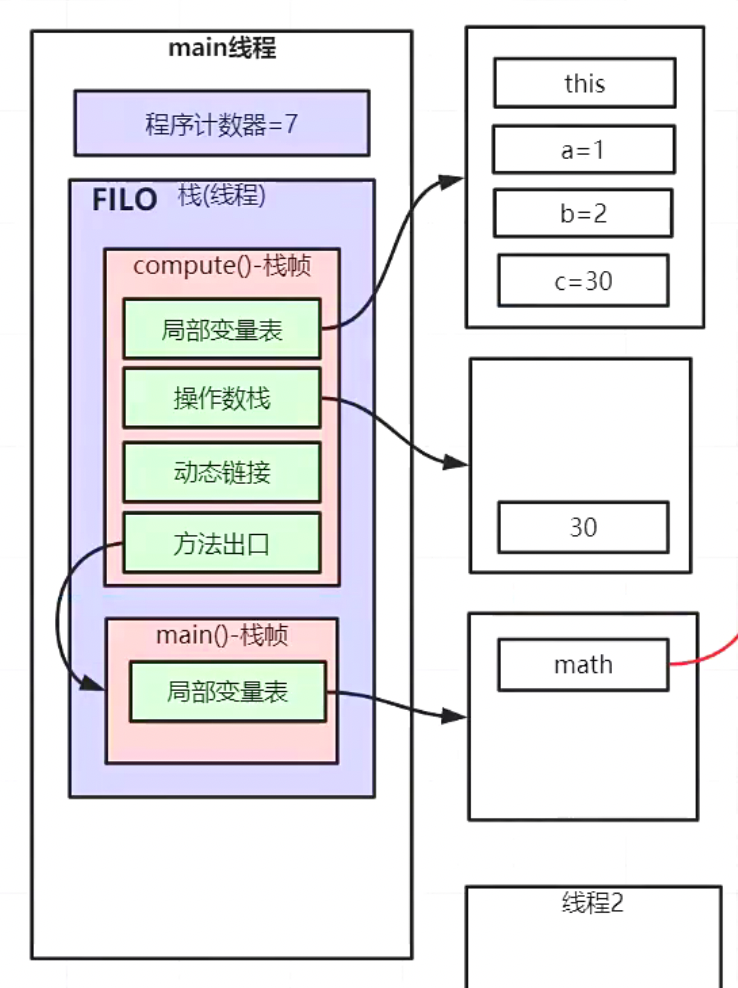 main线程
程序计数器=7
FILO 栈(线程)
compute()-栈帧
局部变量表
操作数栈
动态链接
方法出口
main()-栈帧
局部变量表
this
a=1
b=2
c=30
30
math
线程2